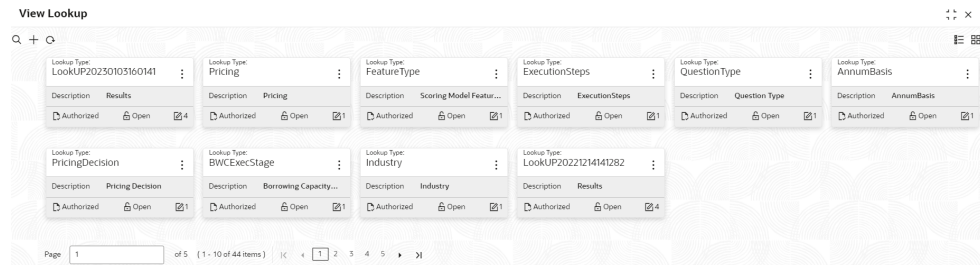 View Lookup
Lookup Type:
LookUP20230103160141
Description Results
Authorized Open 4
Lookup Type:
Pricing
Description Pricing
Authorized Open 1
Lookup Type:
FeatureType
Description Scoring Model Featur...
Authorized Open 1
Lookup Type:
ExecutionSteps
Description ExecutionSteps
Authorized Open 1
Lookup Type:
QuestionType
Description Question Type
Authorized Open 1
Lookup Type:
AnnumBasis
Description AnnumBasis
Authorized Open 1
Lookup Type:
PricingDecision
Description Pricing Decision
Authorized Open 1
Lookup Type:
BWCExecStage
Description Borrowing Capacity...
Authorized Open 1
Lookup Type:
Industry
Description Industry
Authorized Open 1
Lookup Type:
LookUP20221214141282
Description Results
Authorized Open 4
Page 1 of 5 (1 - 10 of 44 items) 1 2 3 4 5